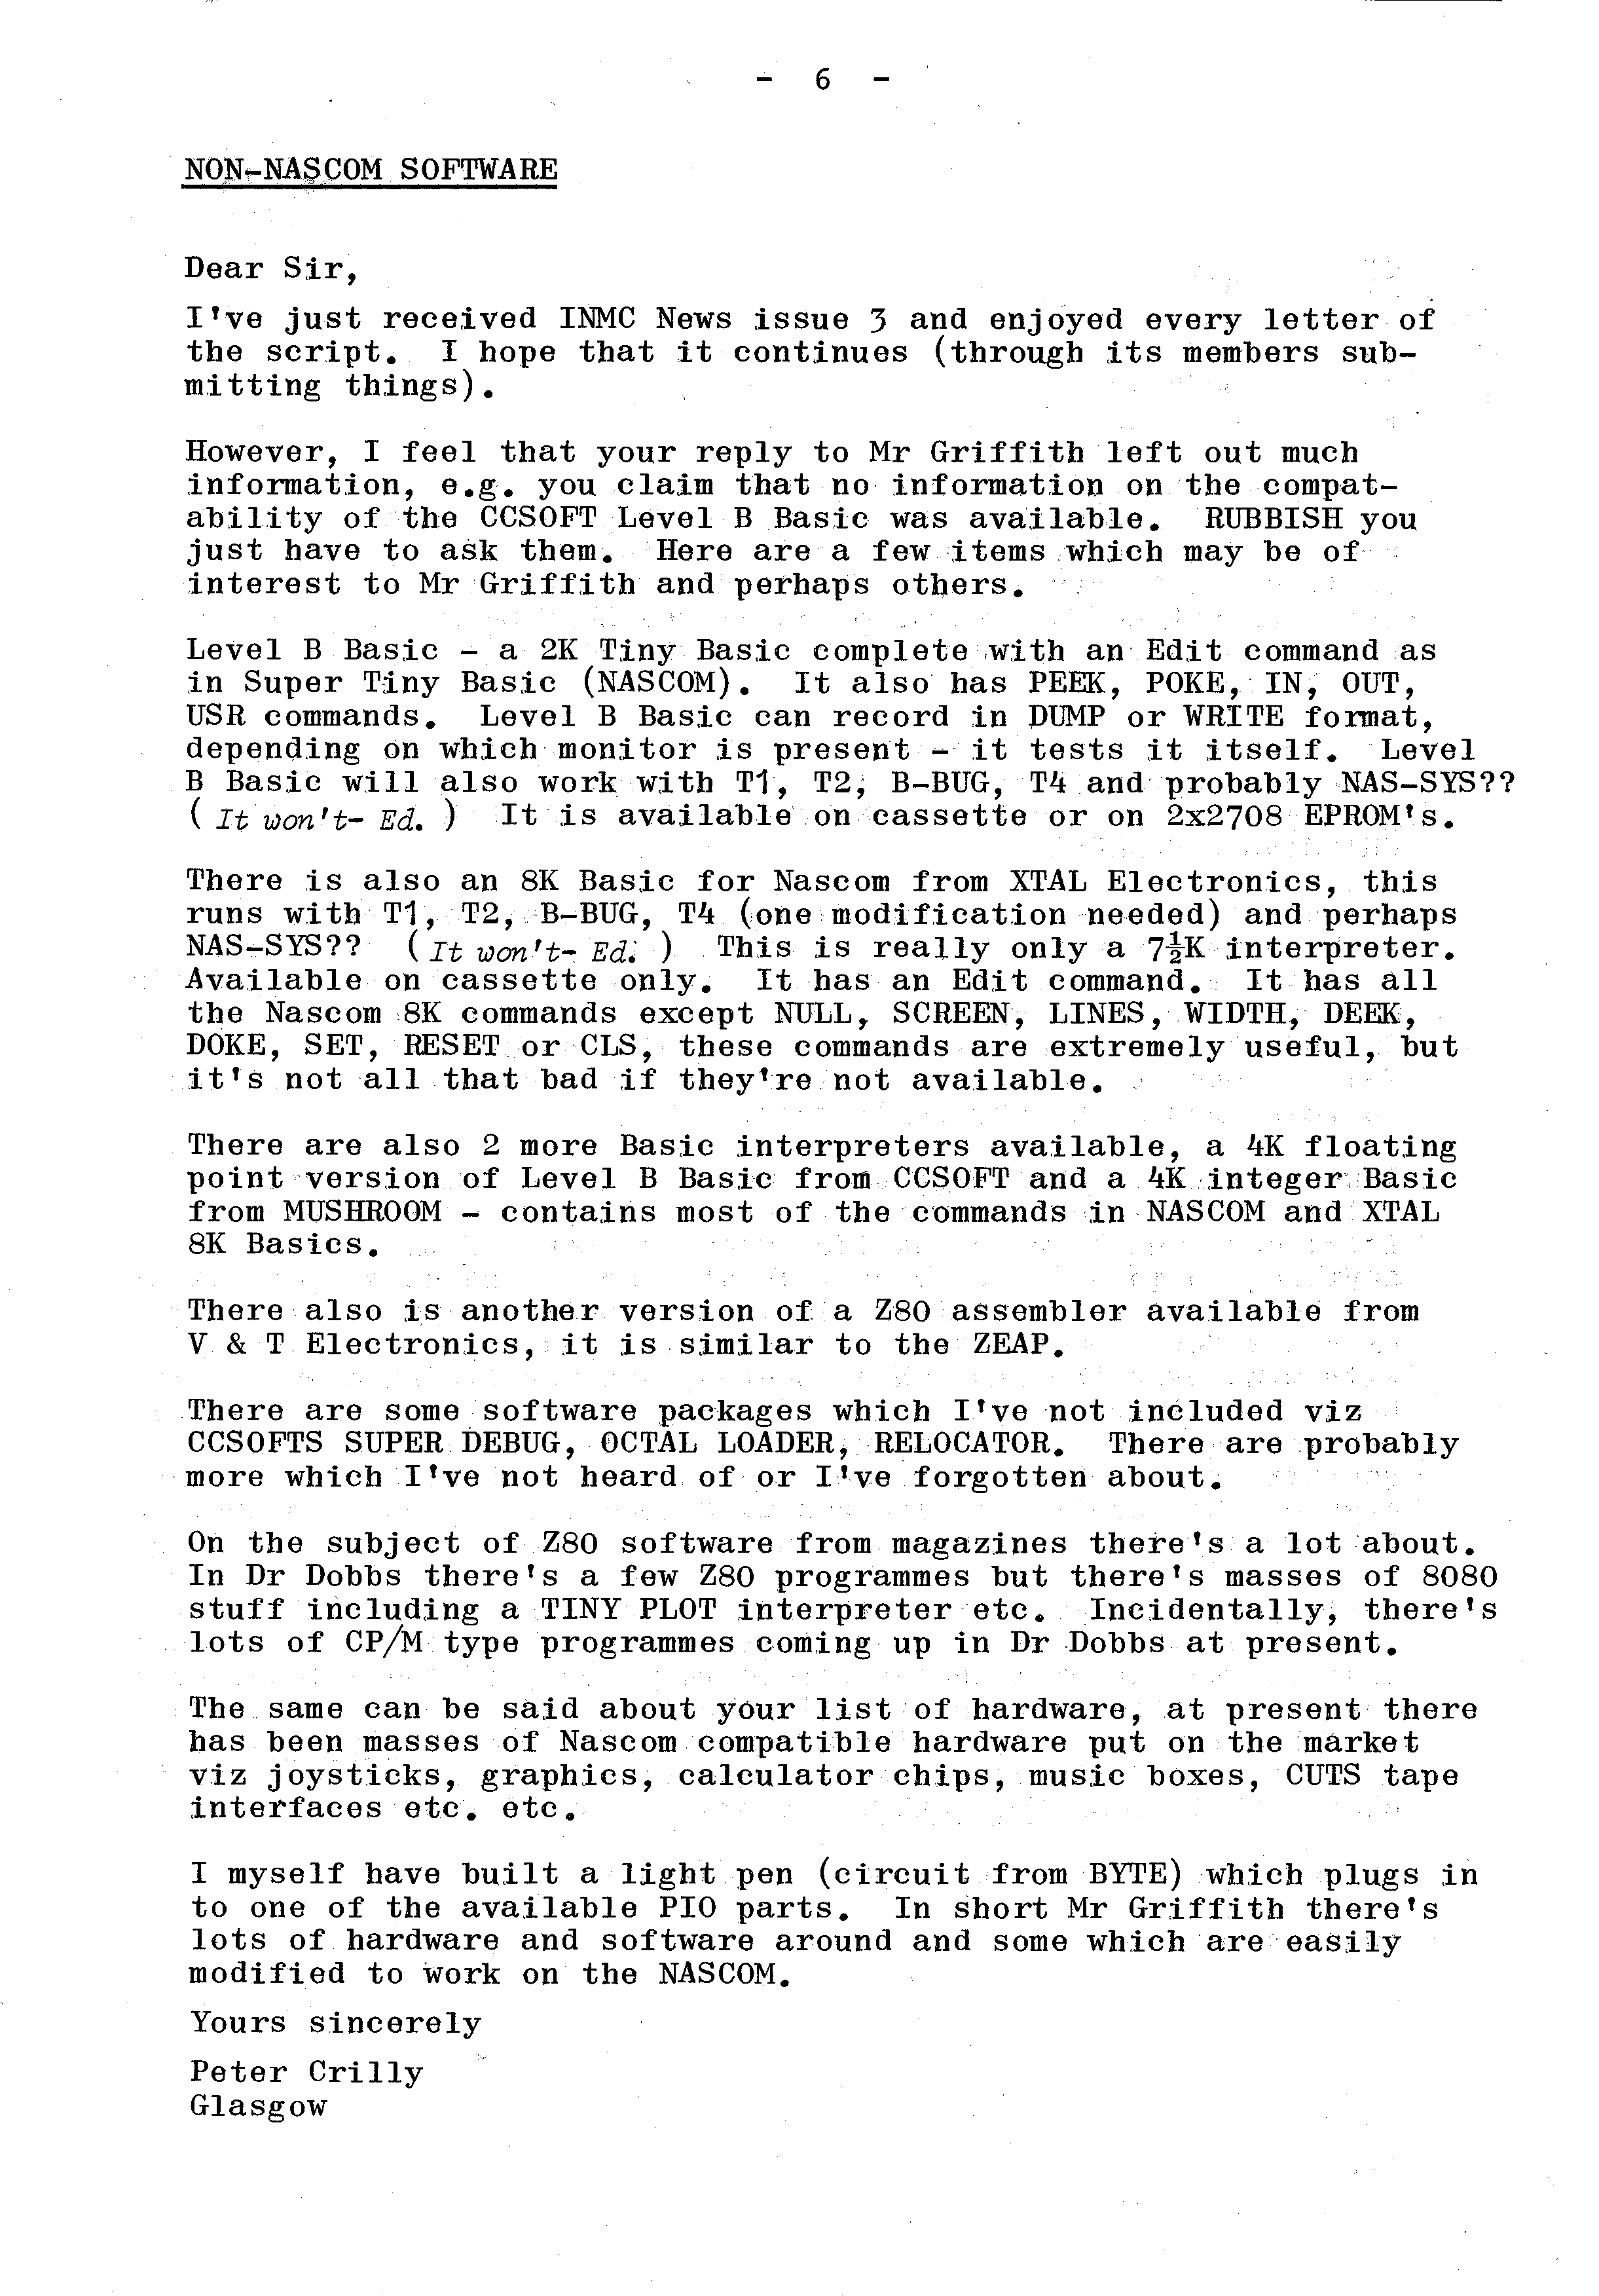 - 6 -
NON-NASCOM SOFTWARE
Dear Sir,
I've just received INMC News issue 3 and enjoyed every letter of
the script. I hope that it continues (through its members sub-
mitting things).
However, I feel that your reply to Mr Griffith left out much
information, e.g. you claim that no information on the compat-
ability of the CCSOFT Level B Basic was available. RUBBISH you
just have to ask them. Here are a few items which may be of
interest to Mr Griffith and perhaps others.
Level B Basic - a 2K Tiny Basic complete with an Edit command as
in Super Tiny Basic (NASCOM). It also has PEEK, POKE, IN, OUT,
USR commands. Level B Basic can record in DUMP or WRITE format,
depending on which monitor is present - it tests it itself. Level
B Basic will also work with T1, T2, B-BUG, T4 and probably NAS-SYS??
( It won't- Ed. ) It is available on cassette or on 2x2708 EPROM's.
There is also an 8K Basic for Nascom from XTAL Electronics, this
runs with T1, T2, B-BUG, T4 (one modification needed) and perhaps
NAS-SYS?? ( It won't- Ed. ) This is really only a 7½K interpreter.
Available on cassette only. It has an Edit command. It has all
the Nascom 8K commands except NULL, SCREEN, LINES, WIDTH, DEEK,
DOKE, SET, RESET or CLS, these commands are extremely useful, but
it's not all that bad if they're not available.
There are also 2 more Basic interpreters available, a 4K floating
point version of Level B Basic from CCSOFT and a 4K integer Basic
from MUSHROOM - contains most of the commands in NASCOM and XTAL
8K Basics.
There also is another version of a Z80 assembler available from
V & T Electronics, it is similar to the ZEAP.
There are some software packages which I've not included viz
CCSOFTS SUPER DEBUG, OCTAL LOADER, RELOCATOR. There are probably
more which I've not heard of or I've forgotten about.
On the subject of Z80 software from magazines there's a lot about.
In Dr Dobbs there's a few Z80 programmes but there's masses of 8080
stuff including a TINY PLOT interpreter etc. Incidentally, there's
lots of CP/M type programmes coming up in Dr Dobbs at present.
The same can be said about your list of hardware, at present there
has been masses of Nascom compatible hardware put on the market
viz joysticks, graphics, calculator chips, music boxes, CUTS tape
interfaces etc. etc.
I myself have built a light pen (circuit from BYTE) which plugs in
to one of the available PIO parts. In short Mr Griffith there's
lots of hardware and software around and some which are easily
modified to work on the NASCOM.
Yours sincerely
Peter Crilly
Glasgow